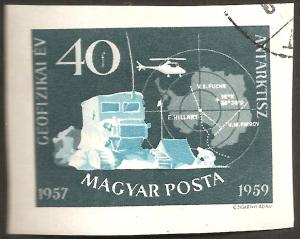 GEOFIZIKAI ÉV
40 f
ANTARKTISZ
V.E.FUCHS
E.HILLARY
1957
MAGYAR POSTA
1959